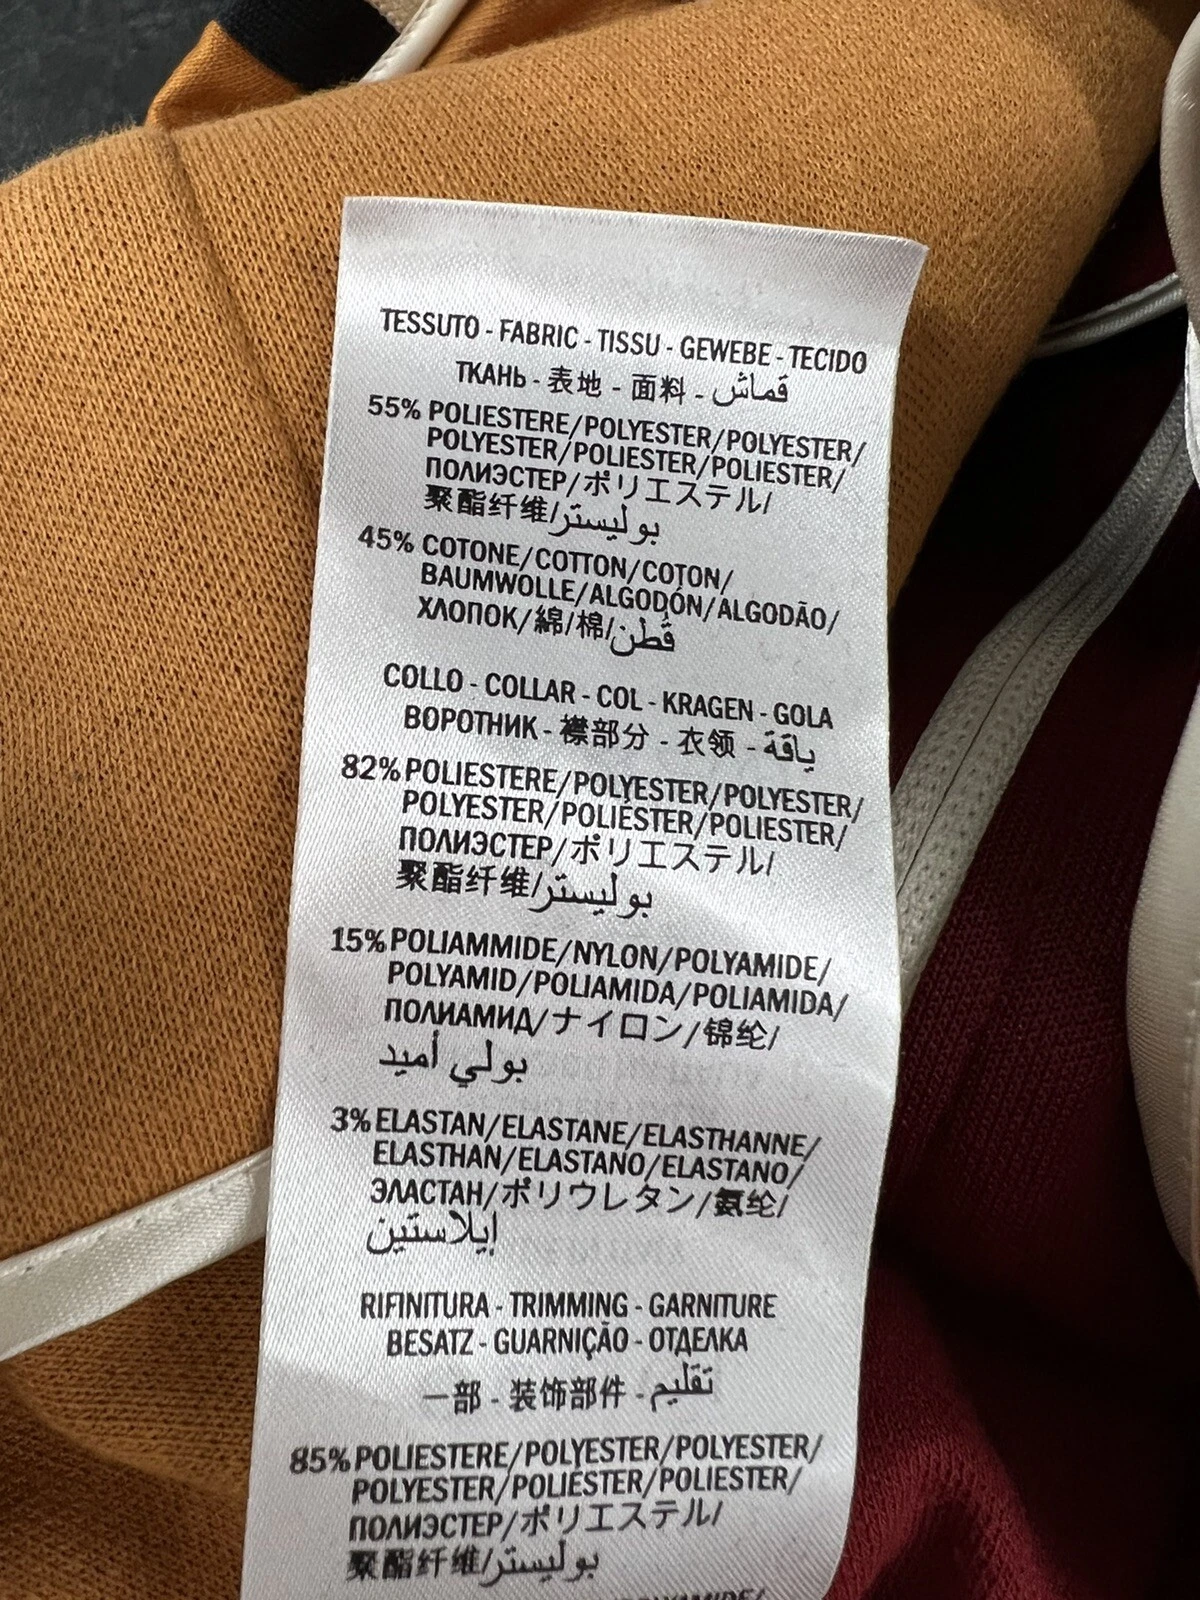 TESSUTO - FABRIC - TISSU - GEWEBE - TECIDO
ТКАНЬ - 表地 - 面料 - قماش
55% POLIESTERE/POLYESTER/POLYESTER/
POLYESTER/POLIESTER/POLIESTER/
ПОЛИЭСТЕР/ポリエステル/
聚酯纤维/بوليستر
45% COTONE/COTTON/COTON/
BAUMWOLLE/ALGODÓN/ALGODÃO/
ХЛОПОК/綿/棉/قطن
COLLO - COLLAR - COL - KRAGEN - GOLA
ВОРОТНИК - 襟部分 - 衣领 - ياقة
82% POLIESTERE/POLYESTER/POLYESTER/
POLYESTER/POLIÉSTER/POLIESTER/
ПОЛИЭСТЕР/ポリエステル/
聚酯纤维/بوليستر
15% POLIAMMIDE/NYLON/POLYAMIDE/
POLYAMID/POLIAMIDA/POLIAMIDA/
ПОЛИАМИД/ナイロン/锦纶/
بولي أميد
3% ELASTAN/ELASTANE/ELASTHANNE/
ELASTHAN/ELASTANO/ELASTANO/
ЭЛАСТАН/ポリウレタン/氨纶/
إيلاستين
RIFINITURA - TRIMMING - GARNITURE
BESATZ - GUARNIÇÃO - ОТДЕЛКА
一部 - 装饰部件 - تقليم
85% POLIESTERE/POLYESTER/POLYESTER/
POLYESTER/POLIÉSTER/POLIESTER/
ПОЛИЭСТЕР/ポリエステル/
聚酯纤维/بوليستر